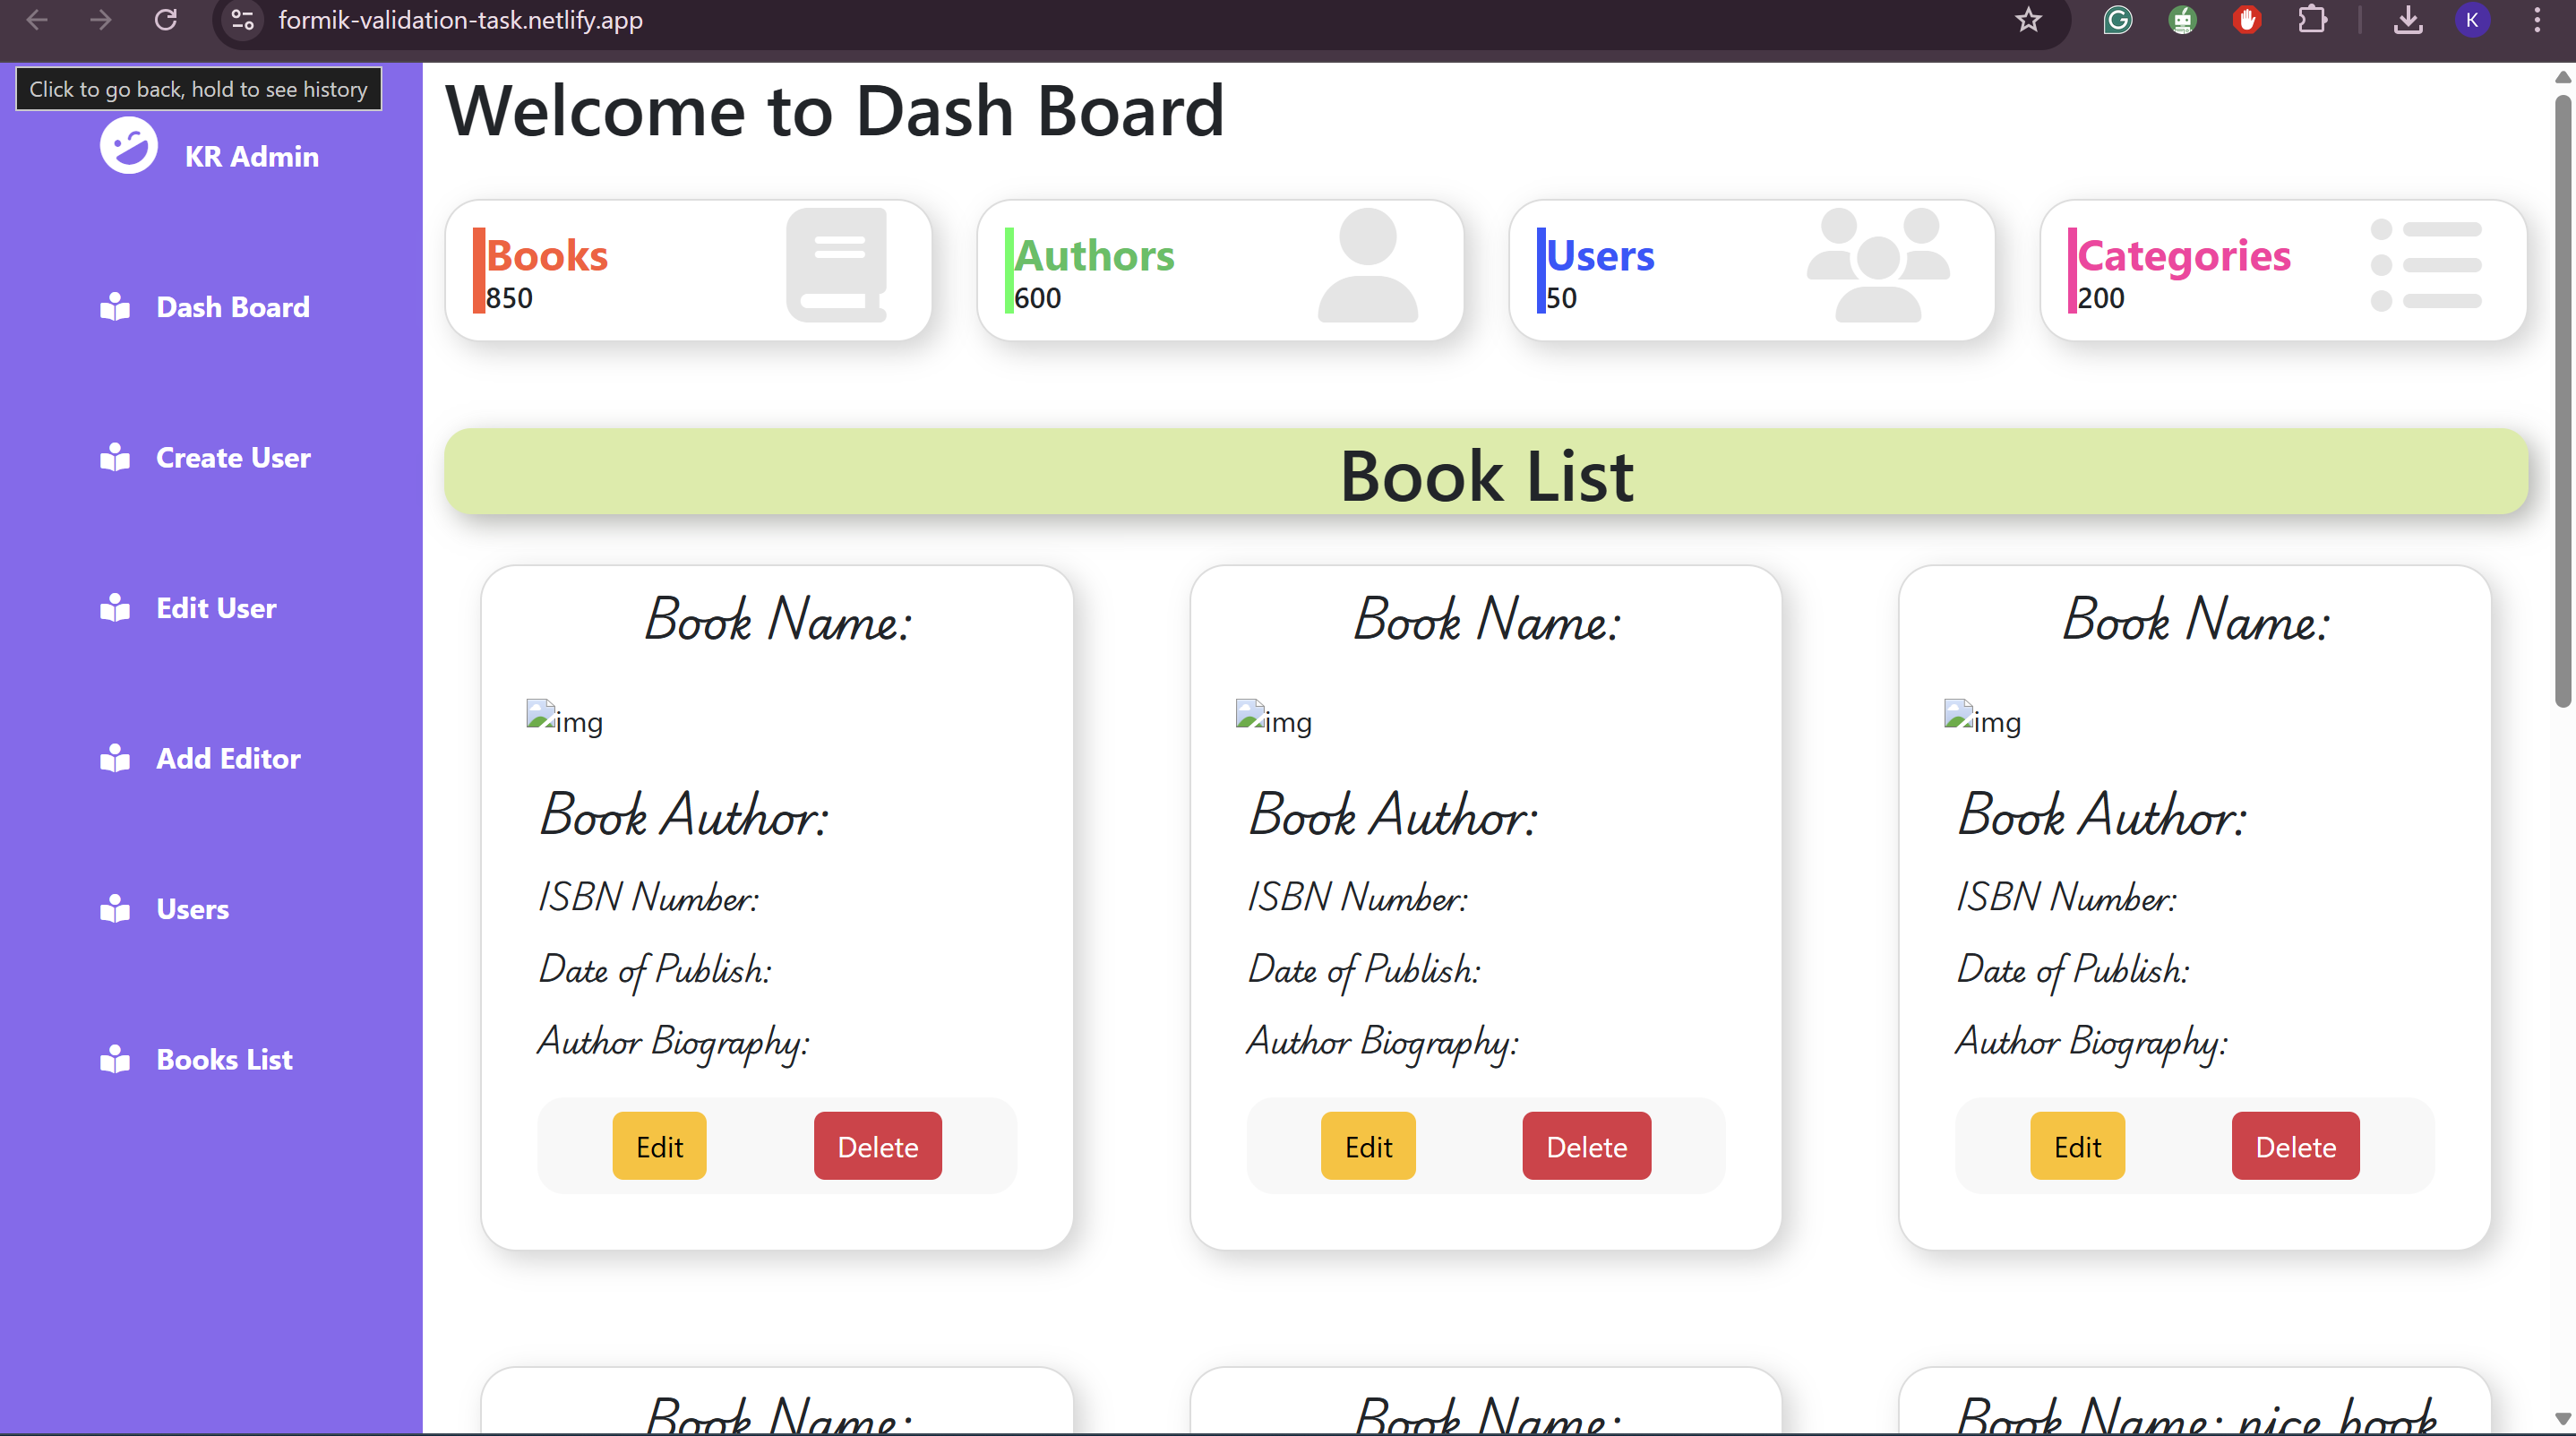 formik-validation-task.netlify.app
K
Click to go back, hold to see history
KR Admin
Dash Board
Create User
Edit User
Add Editor
Users
Books List
Welcome to Dash Board
Books
850
Authors
600
Users
50
Categories
200
Book List
Book Name:
img
Book Author:
ISBN Number:
Date of Publish:
Author Biography:
Edit Delete
Book Name:
img
Book Author:
ISBN Number:
Date of Publish:
Author Biography:
Edit Delete
Book Name:
img
Book Author:
ISBN Number:
Date of Publish:
Author Biography:
Edit Delete
Book Name:
Book Name:
Book Name: nice book